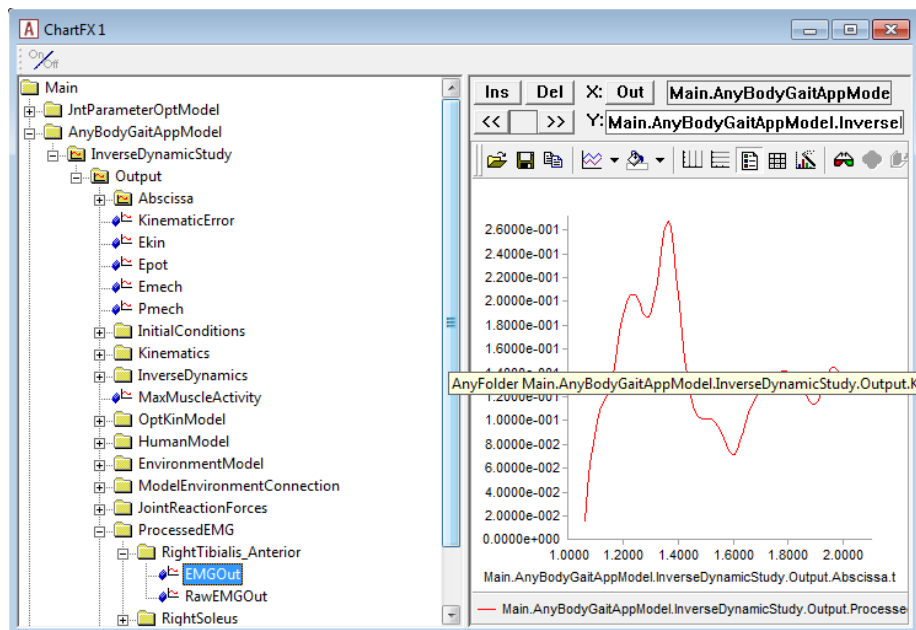 ChartFX 1
On/Off
Main
JntParameterOptModel
AnyBodyGaitAppModel
InverseDynamicStudy
Output
Abscissa
KinematicError
Ekin
Epot
Emech
Pmech
InitialConditions
Kinematics
InverseDynamics
MaxMuscleActivity
OptKinModel
HumanModel
EnvironmentModel
ModelEnvironmentConnection
JointReactionForces
ProcessedEMG
RightTibialis_Anterior
EMGOut
RawEMGOut
RightSoleus
Ins Del X: Out Main.AnyBodyGaitAppMode
<< >> Y: Main.AnyBodyGaitAppModel.Inversel
2.6000e-001
2.4000e-001
2.2000e-001
2.0000e-001
1.8000e-001
1.6000e-001
AnyFolder Main.AnyBodyGaitAppModel.InverseDynamicStudy.Output.K
1.2000e-001
1.0000e-001
8.0000e-002
6.0000e-002
4.0000e-002
2.0000e-002
0.0000e+000
1.0000 1.2000 1.4000 1.6000 1.8000 2.0000
Main.AnyBodyGaitAppModel.InverseDynamicStudy.Output.Abscissa.t
Main.AnyBodyGaitAppModel.InverseDynamicStudy.Output.Processe